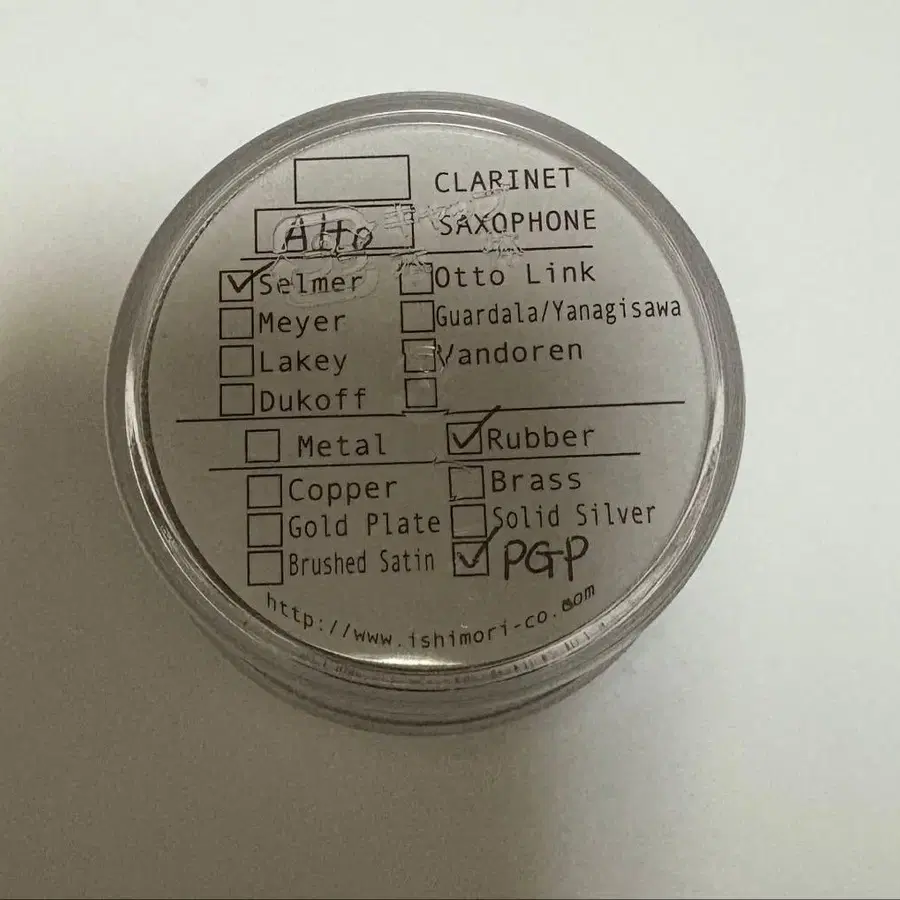 CLARINET
Alto SAXOPHONE
Selmer Otto Link
Meyer Guardala/Yanagisawa
Lakey Vandoren
Dukoff
Metal Rubber
Copper Brass
Gold Plate Solid Silver
Brushed Satin PGP
http://www.ishimori-co.com